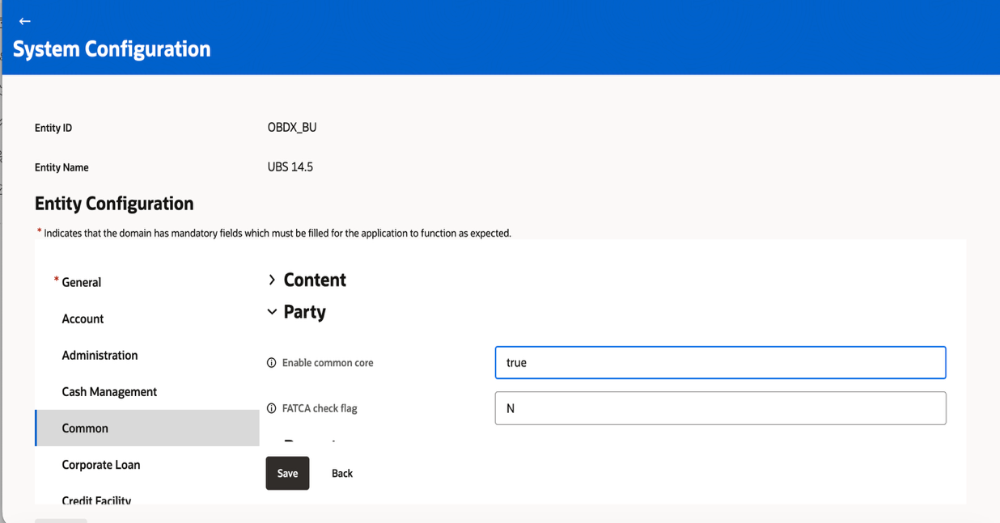 System Configuration
Entity ID OBDX_BU
Entity Name UBS 14.5
Entity Configuration
* Indicates that the domain has mandatory fields which must be filled for the application to function as expected.
* General
Account
Administration
Cash Management
Common
Corporate Loan
Credit Facility
Content
Party
Enable common core true
FATCA check flag N
Save Back